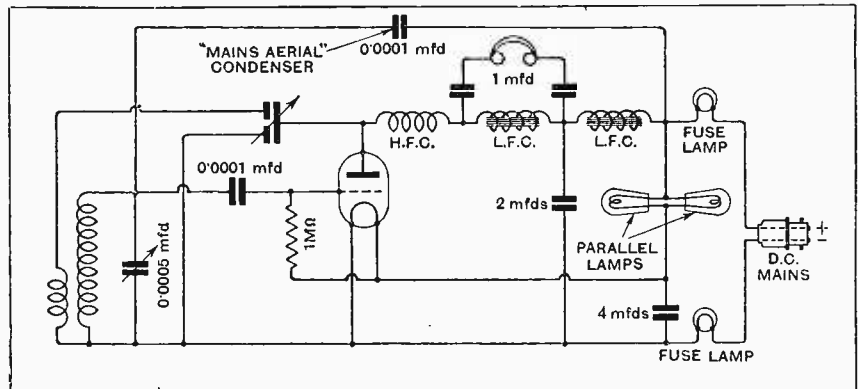 "MAINS AERIAL"
CONDENSER
0·0001 mfd
1 mfd
H.F.C.
L.F.C.
L.F.C.
FUSE
LAMP
0·0001 mfd
0·0005 mfd
1MΩ
2 mfds
PARALLEL
LAMPS
+
−
D.C.
MAINS
4 mfds
FUSE LAMP